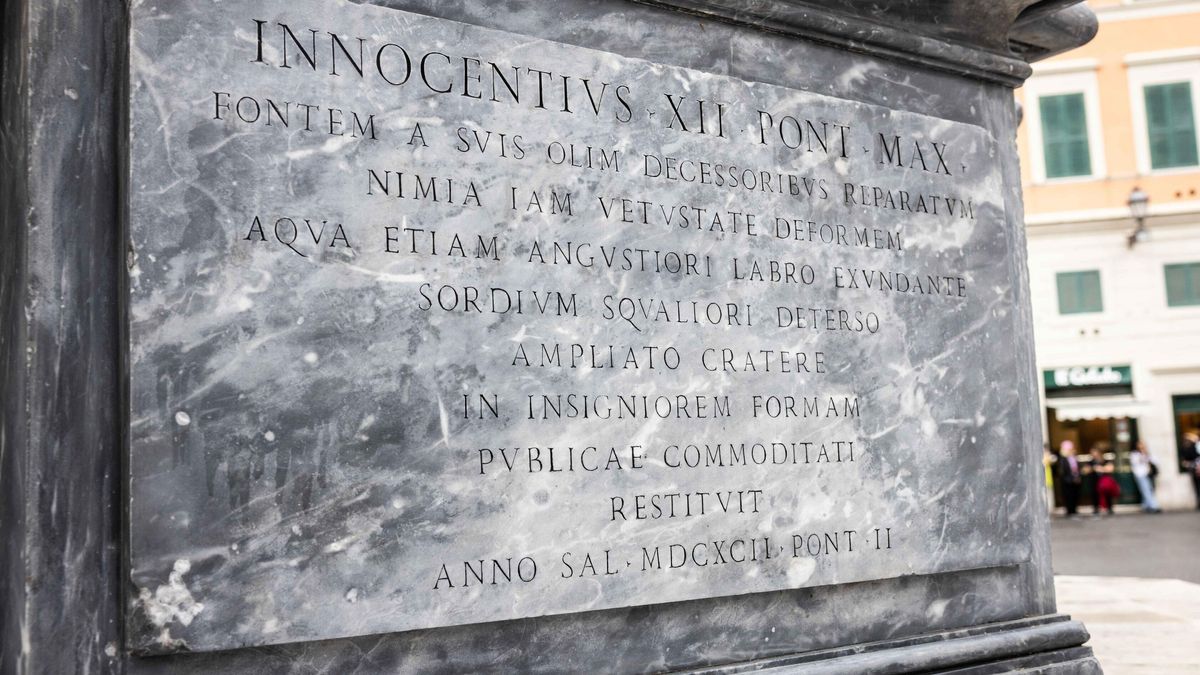 INNOCENTIVS · XII · PONT · MAX ·
FONTEM A SVIS OLIM DECESSORIBVS REPARATVM
NIMIA IAM VETVSTATE DEFORMEM
AQVA ETIAM ANGVSTIORI LABRO EXVNDANTE
SORDIVM SQVALIORI DETERSO
AMPLIATO CRATERE
IN INSIGNIOREM FORMAM
PVBLICAE COMMODITATI
RESTITVIT
ANNO SAL · MDCXCII · PONT · II